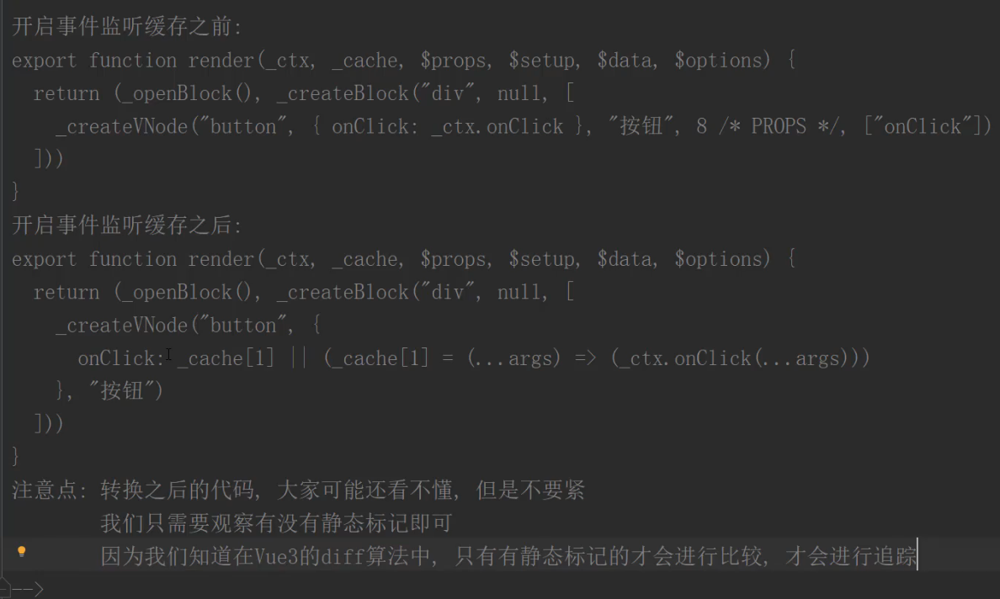 开启事件监听缓存之前:
export function render(_ctx, _cache, $props, $setup, $data, $options) {
  return (_openBlock(), _createBlock("div", null, [
    _createVNode("button", { onClick: _ctx.onClick }, "按钮", 8 /* PROPS */, ["onClick"])
  ]))
}
开启事件监听缓存之后:
export function render(_ctx, _cache, $props, $setup, $data, $options) {
  return (_openBlock(), _createBlock("div", null, [
    _createVNode("button", {
      onClick: _cache[1] || (_cache[1] = (...args) => (_ctx.onClick(...args)))
    }, "按钮")
  ]))
}
注意点: 转换之后的代码, 大家可能还看不懂, 但是不要紧
        我们只需要观察有没有静态标记即可
        因为我们知道在Vue3的diff算法中, 只有有静态标记的才会进行比较, 才会进行追踪
-->